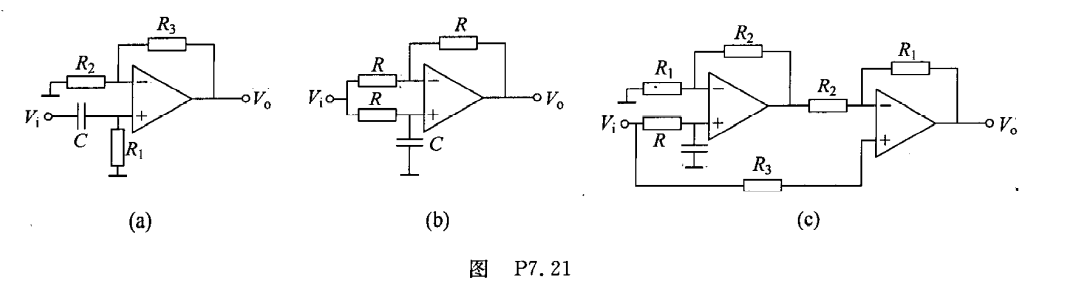 R₃
R₂
Vᵢ
C
R₁
Vₒ
(a)
R
R
R
Vᵢ
C
Vₒ
(b)
R₂
R₁
R₁
R₂
Vᵢ
R
R₃
Vₒ
(c)
图 P7.21